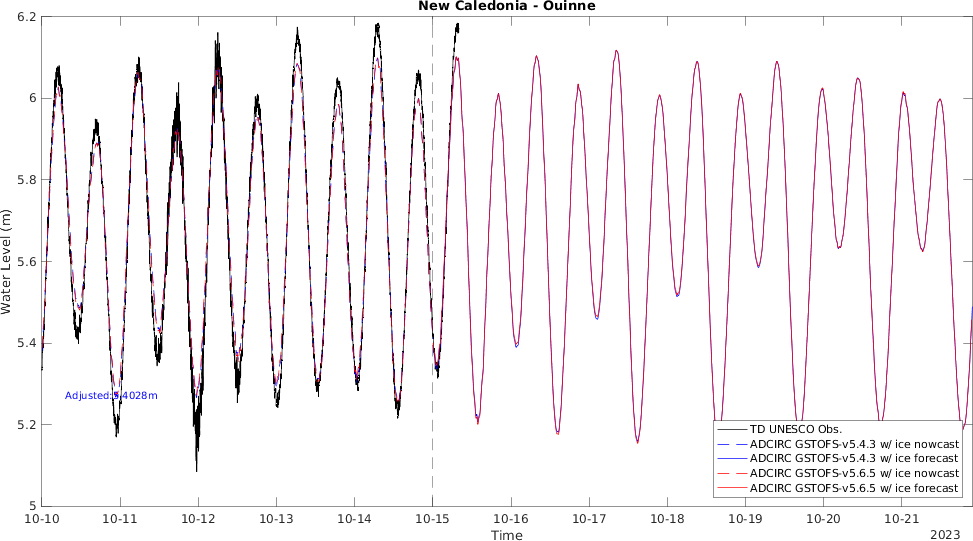 New Caledonia - Ouinne
6.2
6
5.8
5.6
5.4
5.2
5
Water Level (m)
Adjusted:5.4028m
TD UNESCO Obs.
ADCIRC GSTOFS-v5.4.3 w/ ice nowcast
ADCIRC GSTOFS-v5.4.3 w/ ice forecast
ADCIRC GSTOFS-v5.6.5 w/ ice nowcast
ADCIRC GSTOFS-v5.6.5 w/ ice forecast
10-10 10-11 10-12 10-13 10-14 10-15 10-16 10-17 10-18 10-19 10-20 10-21
Time
2023